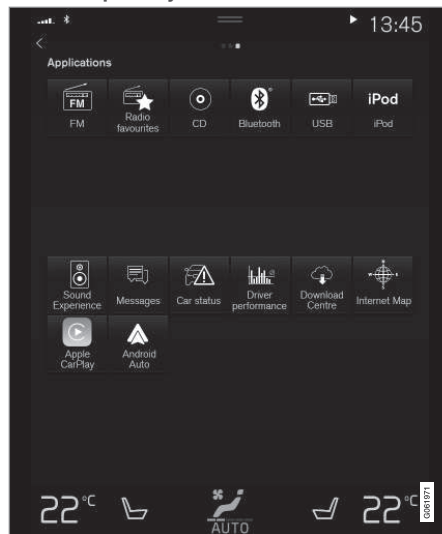 13:45
Applications
FM
FM
Radio
favourites
CD
Bluetooth
USB
iPod
iPod
Sound
Experience
Messages
Car status
Driver
performance
Download
Centre
Internet Map
Apple
CarPlay
Android
Auto
22°C
AUTO
22°C
G061971